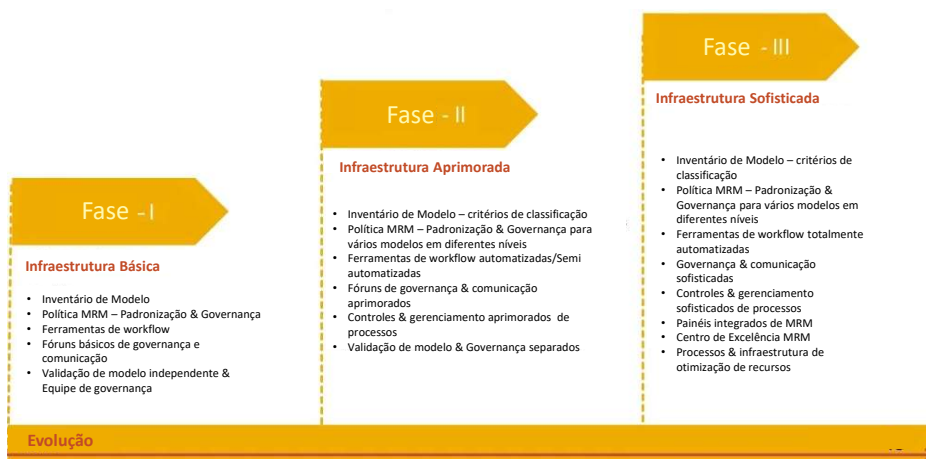 Fase - I
Infraestrutura Básica
• Inventário de Modelo
• Política MRM – Padronização & Governança
• Ferramentas de workflow
• Fóruns básicos de governança e
comunicação
• Validação de modelo independente &
Equipe de governança
Fase - II
Infraestrutura Aprimorada
• Inventário de Modelo – critérios de classificação
• Política MRM – Padronização & Governança para
vários modelos em diferentes níveis
• Ferramentas de workflow automatizadas/Semi
automatizadas
• Fóruns de governança & comunicação
aprimorados
• Controles & gerenciamento aprimorados de
processos
• Validação de modelo & Governança separados
Fase - III
Infraestrutura Sofisticada
• Inventário de Modelo – critérios de
classificação
• Política MRM – Padronização &
Governança para vários modelos em
diferentes níveis
• Ferramentas de workflow totalmente
automatizadas
• Governança & comunicação
sofisticadas
• Controles & gerenciamento
sofisticados de processos
• Painéis integrados de MRM
• Centro de Excelência MRM
• Processos & infraestrutura de
otimização de recursos
Evolução